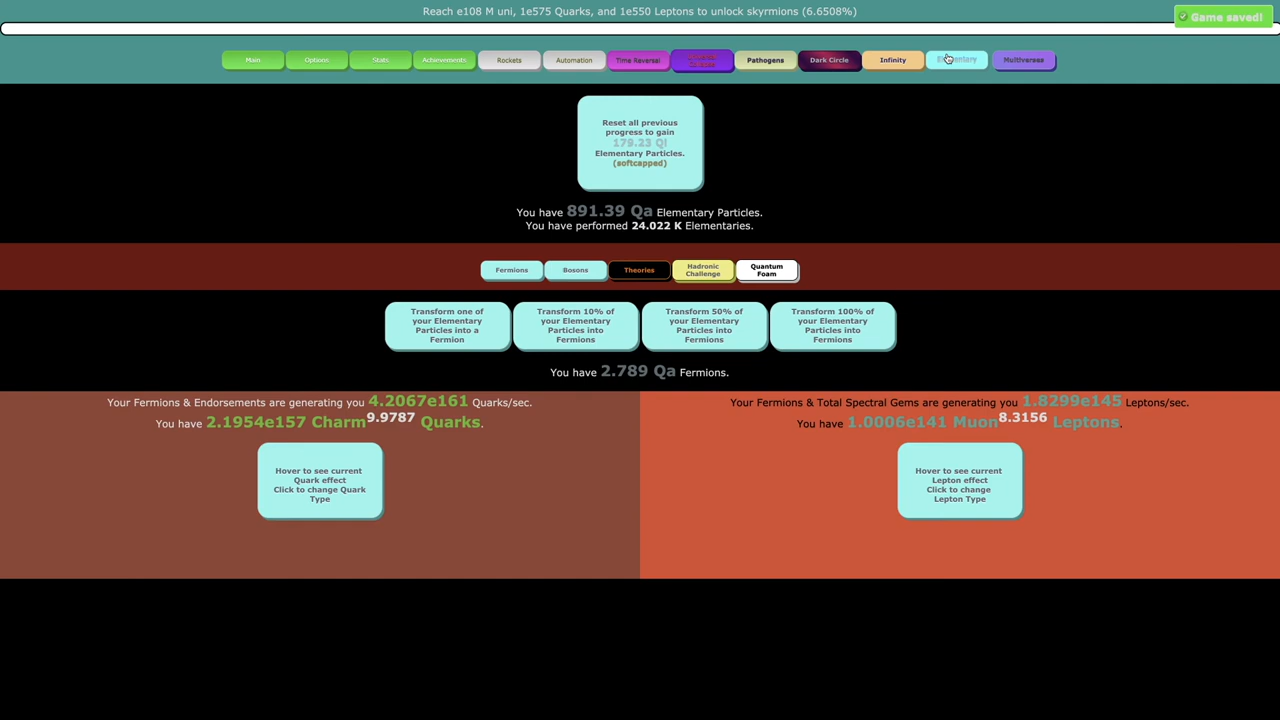 Reach e108 M uni, 1e575 Quarks, and 1e550 Leptons to unlock skyrmions (6.6508%)
Game saved!
Main Options Stats Achievements Rockets Automation Time Reversal Universal Collapse Pathogens Dark Circle Infinity Elementary Multiverses
Reset all previous
progress to gain
179.23 Qi
Elementary Particles.
(softcapped)
You have 891.39 Qa Elementary Particles.
You have performed 24.022 K Elementaries.
Fermions Bosons Theories Hadronic Challenge Quantum Foam
Transform one of
your Elementary
Particles into a
Fermion
Transform 10% of
your Elementary
Particles into
Fermions
Transform 50% of
your Elementary
Particles into
Fermions
Transform 100% of
your Elementary
Particles into
Fermions
You have 2.789 Qa Fermions.
Your Fermions & Endorsements are generating you 4.2067e161 Quarks/sec.
You have 2.1954e157 Charm9.9787 Quarks.
Hover to see current
Quark effect
Click to change Quark
Type
Your Fermions & Total Spectral Gems are generating you 1.8299e145 Leptons/sec.
You have 1.0006e141 Muon8.3156 Leptons.
Hover to see current
Lepton effect
Click to change
Lepton Type